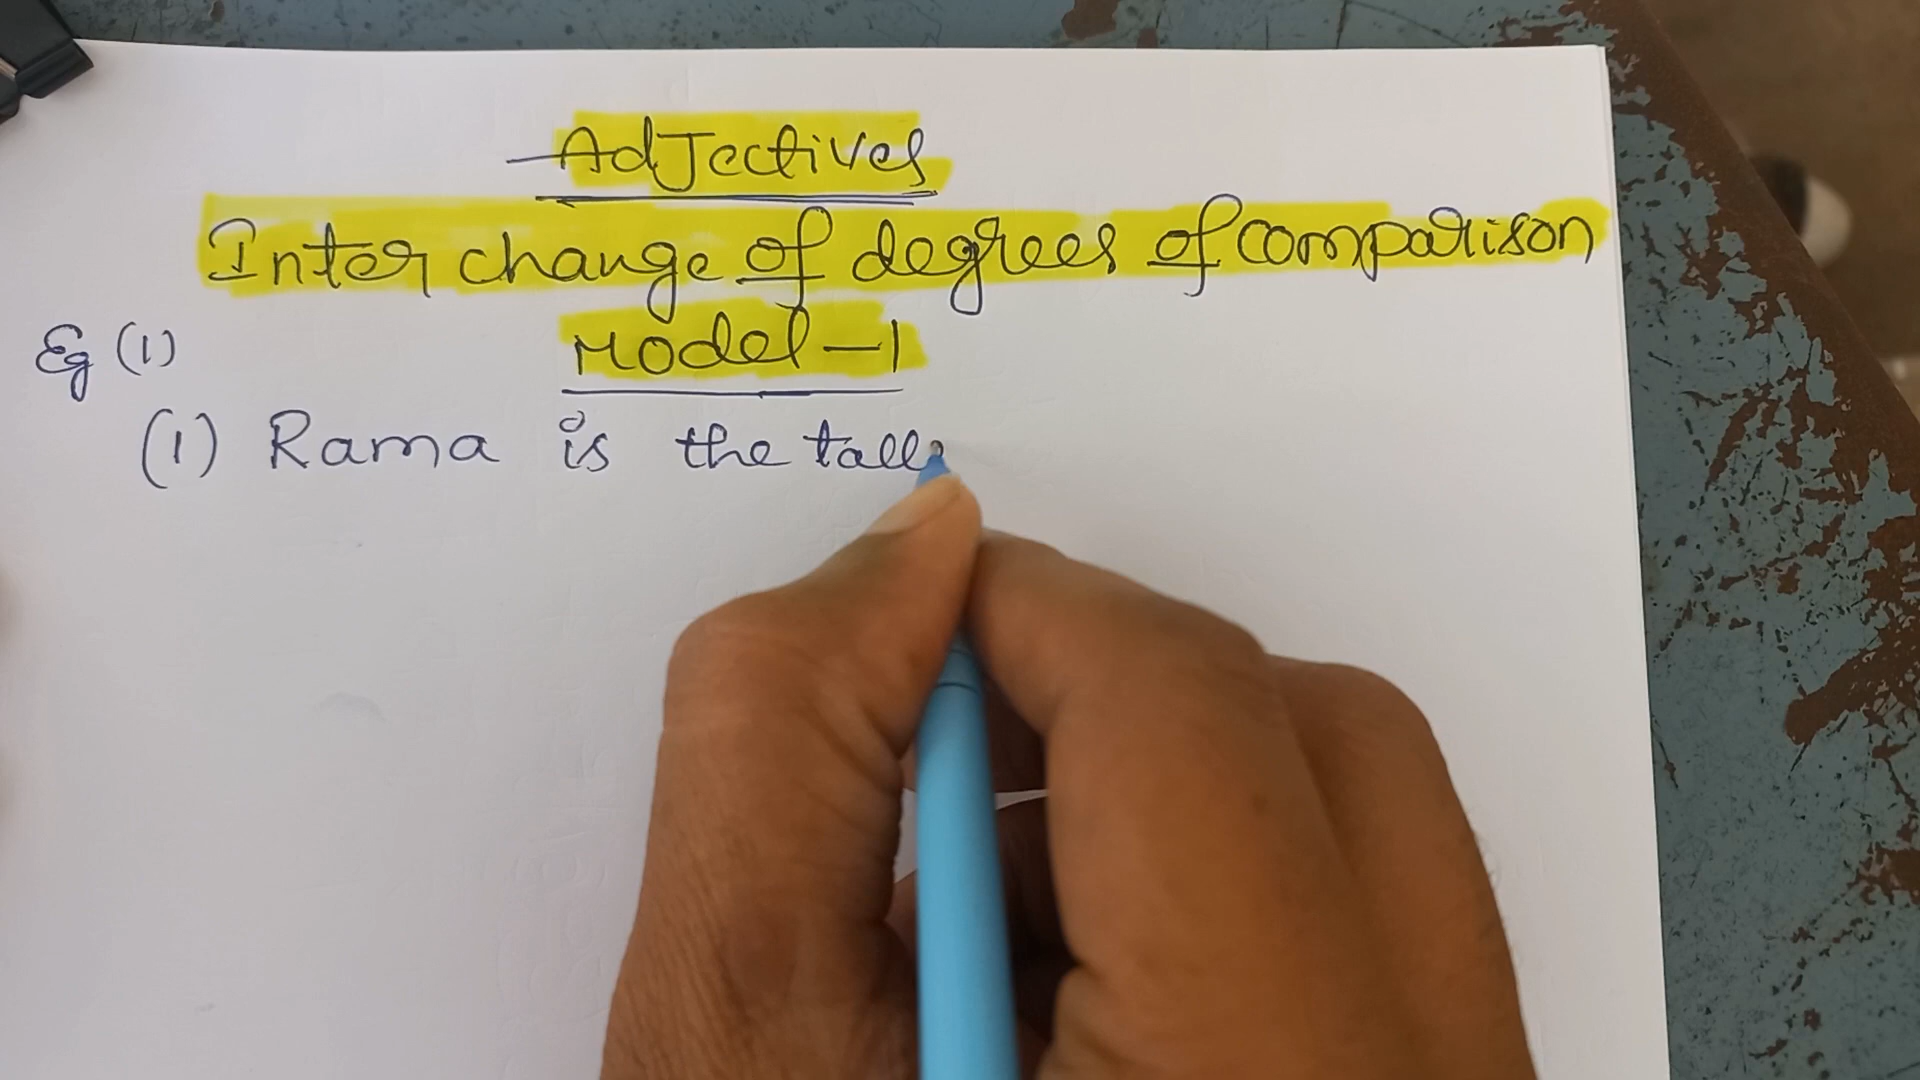 AdJectives
Inter change of degrees of comparison
Model-1
Eg (1)
(1) Rama is the tall